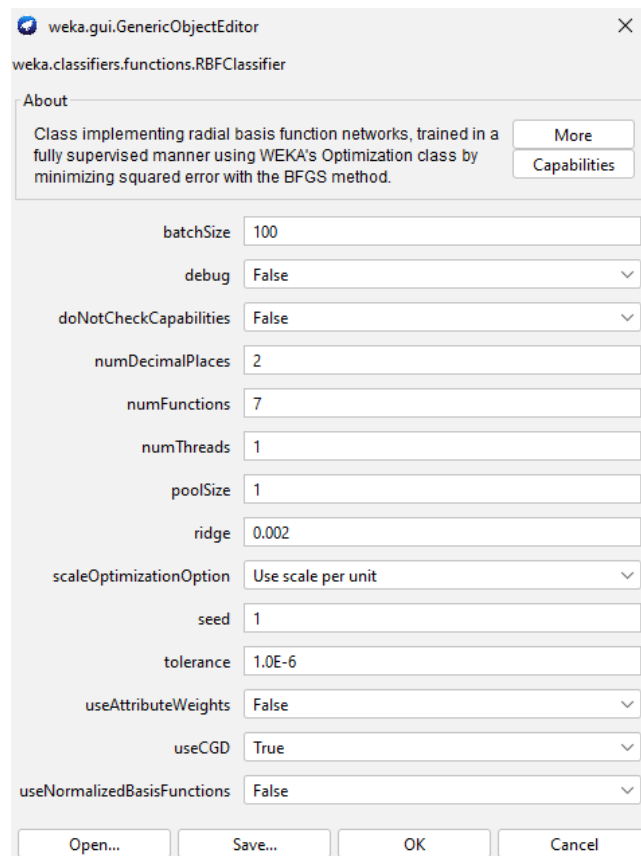 weka.gui.GenericObjectEditor
weka.classifiers.functions.RBFClassifier
About
Class implementing radial basis function networks, trained in a
fully supervised manner using WEKA's Optimization class by
minimizing squared error with the BFGS method.
More
Capabilities
batchSize 100
debug False
doNotCheckCapabilities False
numDecimalPlaces 2
numFunctions 7
numThreads 1
poolSize 1
ridge 0.002
scaleOptimizationOption Use scale per unit
seed 1
tolerance 1.0E-6
useAttributeWeights False
useCGD True
useNormalizedBasisFunctions False
Open... Save... OK Cancel